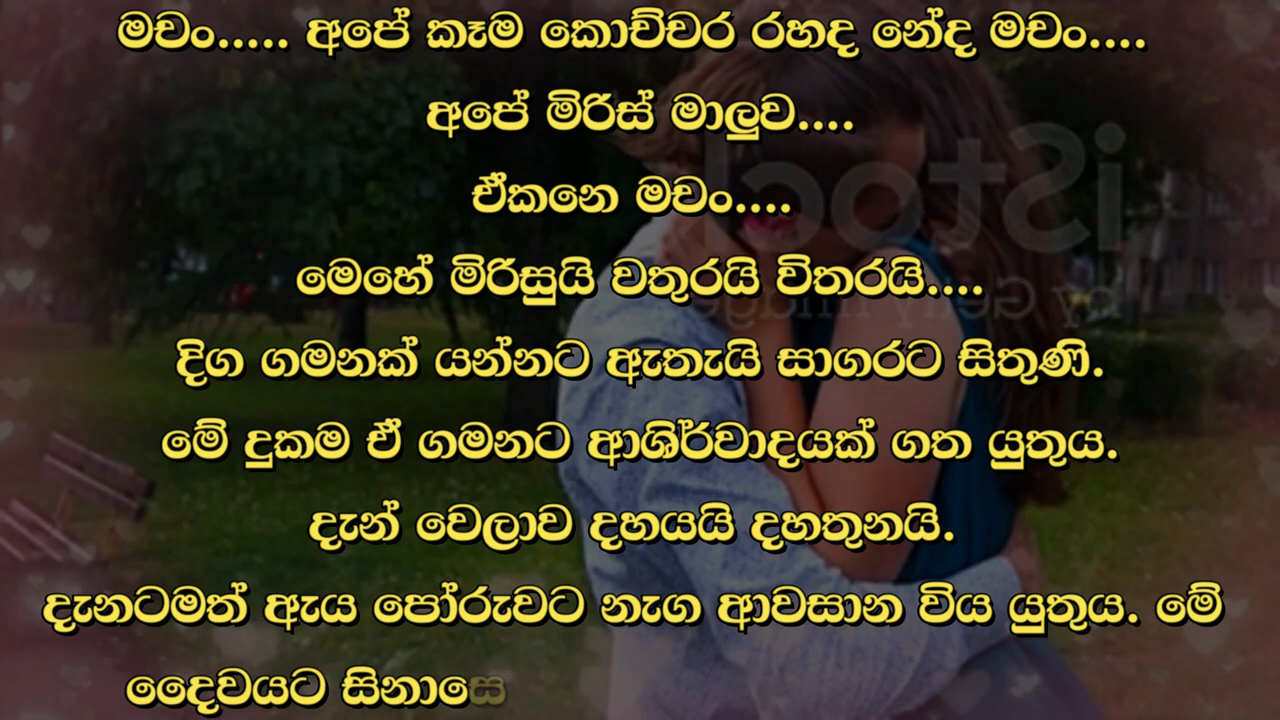 මචං..... අපේ කෑම කොච්චර රහද නේද මචං....
අපේ මිරිස් මාලුව....
ඒකනෙ මචං....
මෙහේ මිරිසුයි වතුරයි විතරයි....
දිග ගමනක් යන්නට ඇතැයි සාගරට සිතුණි.
මේ දුකම ඒ ගමනට ආශිර්වාදයක් ගත යුතුය.
දැන් වෙලාව දහයයි දහතුනයි.
දැනටමත් ඇය පෝරුවට නැග ආවසාන විය යුතුය. මේ
දෛවයට සිනාසෙ